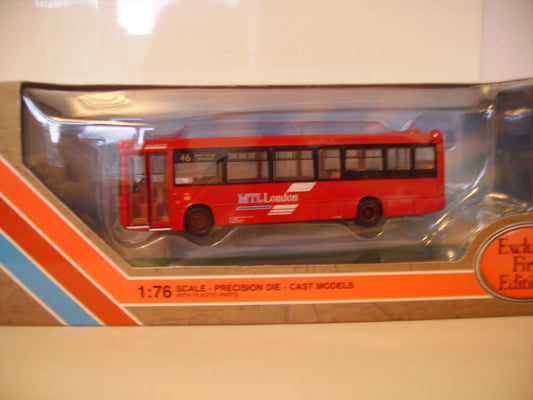 46
MTL London
1:76 SCALE - PRECISION DIE - CAST MODELS
WITH PLASTIC PARTS
Exclu
Fir
Editi